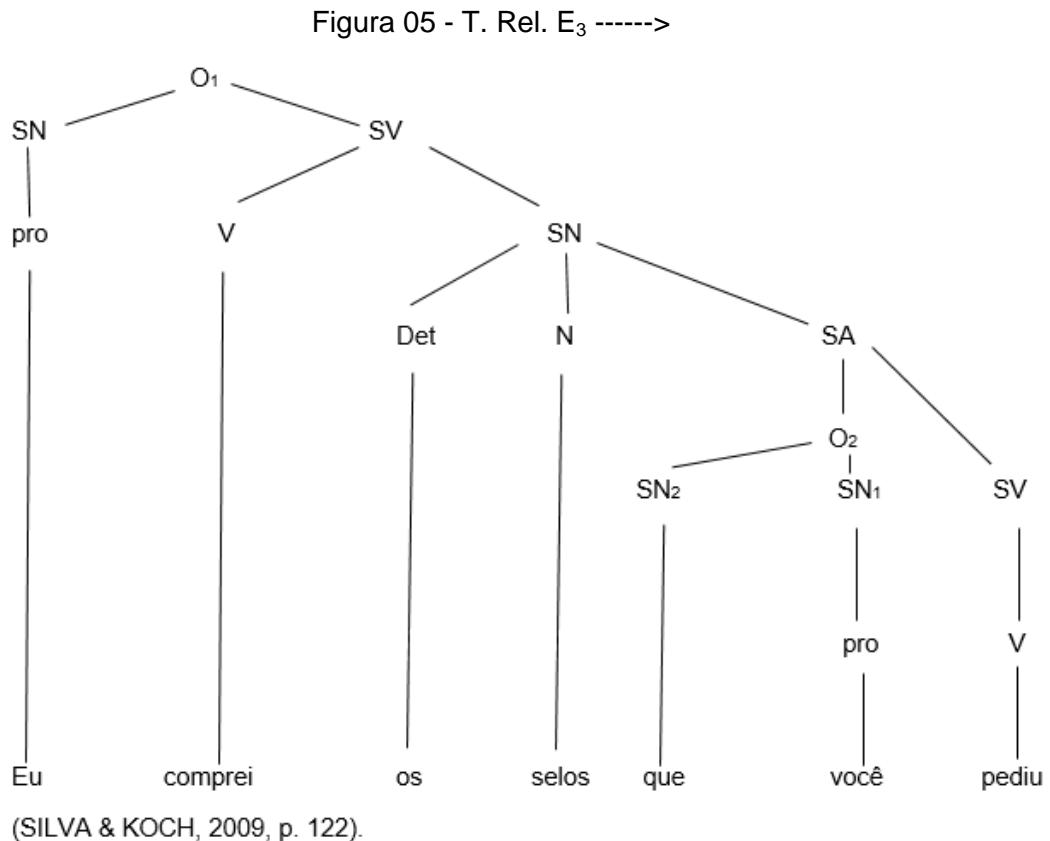 Figura 05 - T. Rel. E₃ ------>
O₁
SN SV
pro V SN
Det N SA
O₂
SN₂ SN₁ SV
pro V
Eu comprei os selos que você pediu
(SILVA & KOCH, 2009, p. 122).